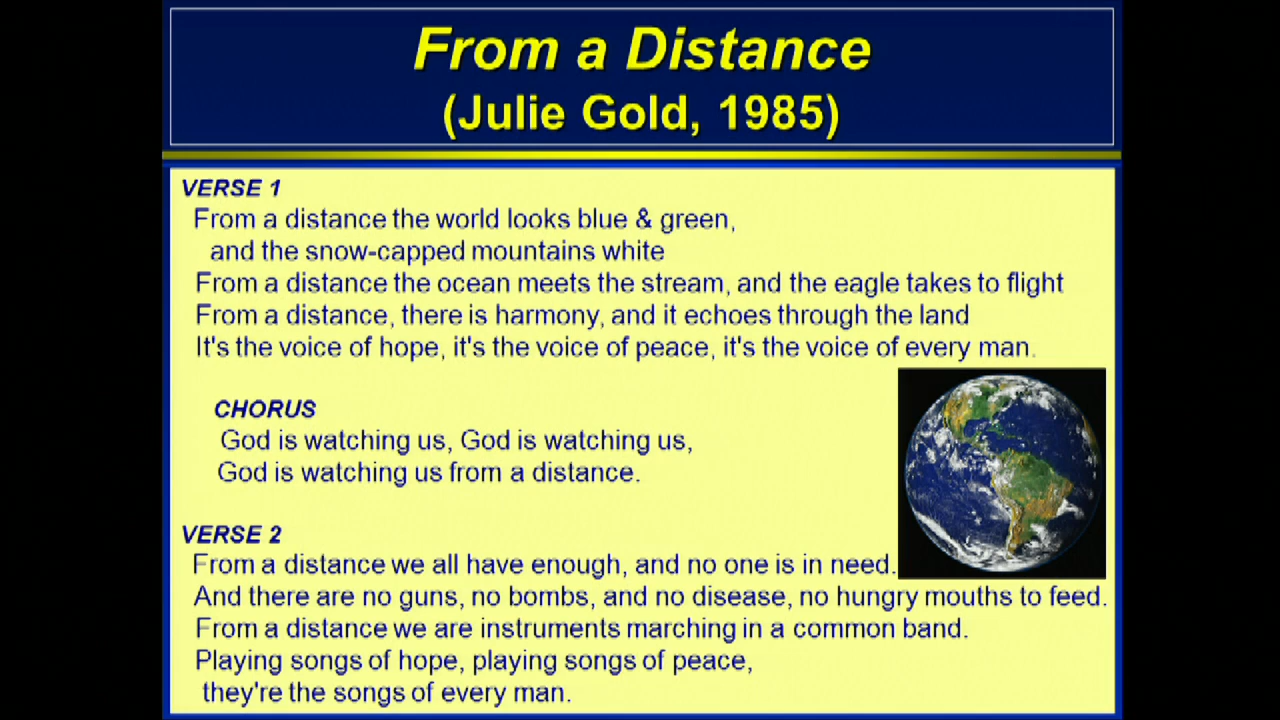 From a Distance
(Julie Gold, 1985)
VERSE 1
From a distance the world looks blue & green,
and the snow-capped mountains white
From a distance the ocean meets the stream, and the eagle takes to flight
From a distance, there is harmony, and it echoes through the land
It's the voice of hope, it's the voice of peace, it's the voice of every man.
CHORUS
God is watching us, God is watching us,
God is watching us from a distance.
VERSE 2
From a distance we all have enough, and no one is in need.
And there are no guns, no bombs, and no disease, no hungry mouths to feed.
From a distance we are instruments marching in a common band.
Playing songs of hope, playing songs of peace,
they're the songs of every man.